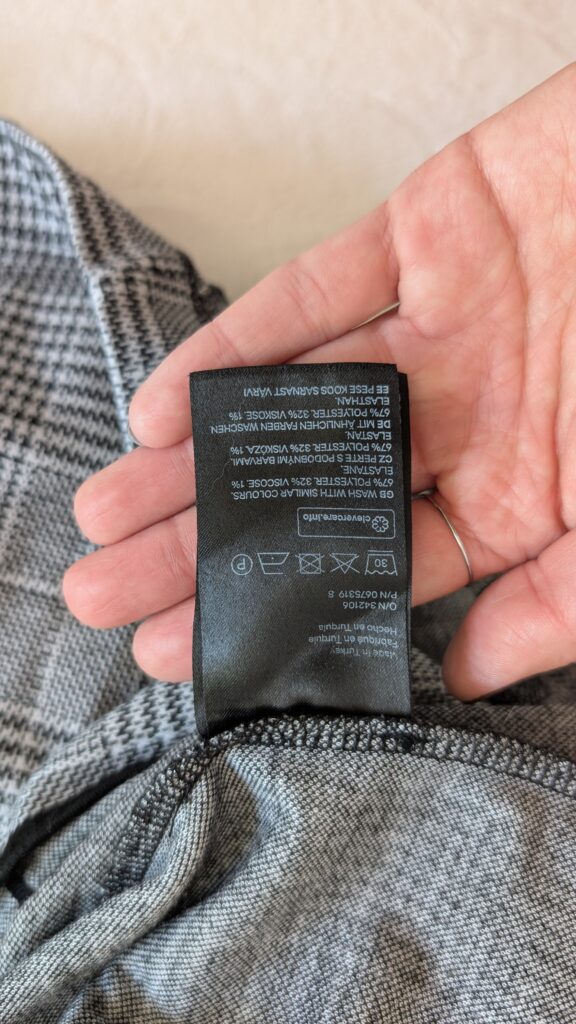 Made in Turkey
Fabriqué en Turquie
Hecho en Turquía
O/N 342106
P/N 0675319 8
30 P
clevercare.info
GB WASH WITH SIMILAR COLOURS.
67% POLYESTER, 32% VISCOSE, 1%
ELASTANE.
CZ PERTE S PODOBNÝMI BARVAMI.
67% POLYESTER, 32% VISKÓZA, 1%
ELASTAN.
DE MIT ÄHNLICHEN FARBEN WASCHEN.
67% POLYESTER, 32% VISKOSE, 1%
ELASTHAN.
EE PESE KOOS SARNAST VÄRVI